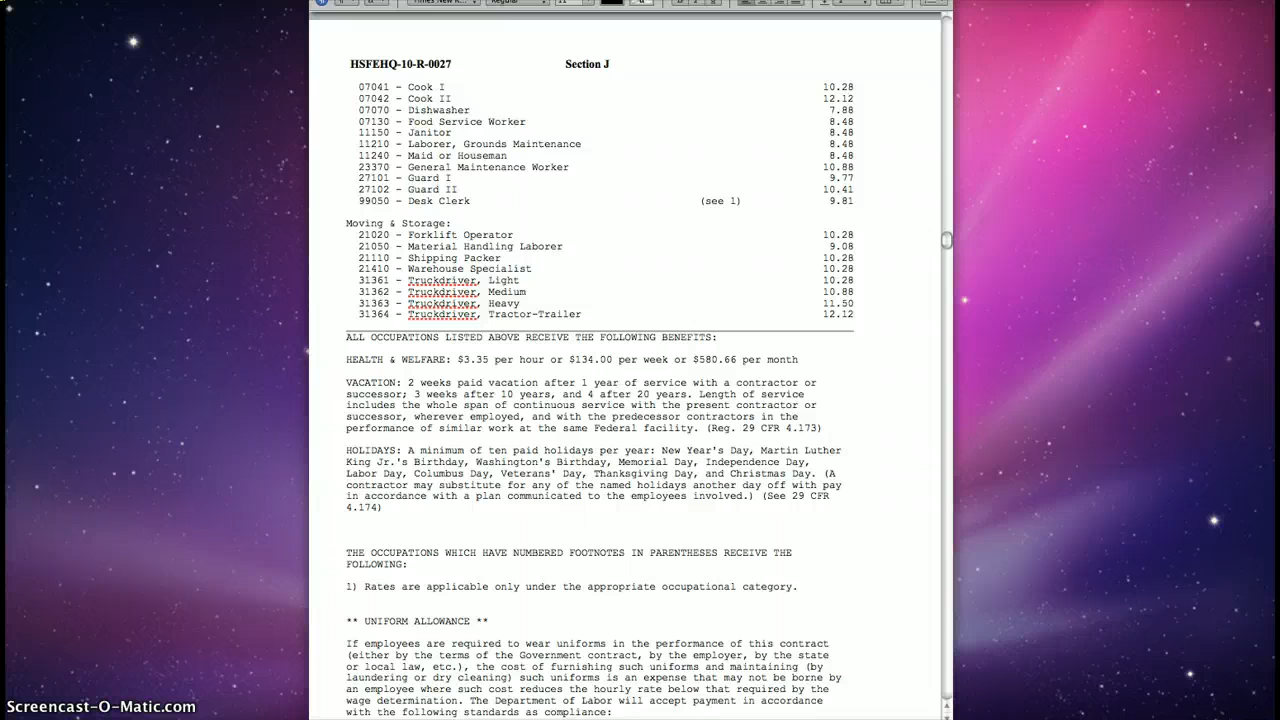 HSFEHQ-10-R-0027 Section J
07041 - Cook I 10.28
07042 - Cook II 12.12
07070 - Dishwasher 7.88
07130 - Food Service Worker 8.48
11150 - Janitor 8.48
11210 - Laborer, Grounds Maintenance 8.48
11240 - Maid or Houseman 8.48
23370 - General Maintenance Worker 10.88
27101 - Guard I 9.77
27102 - Guard II 10.41
99050 - Desk Clerk (see 1) 9.81
Moving & Storage:
21020 - Forklift Operator 10.28
21050 - Material Handling Laborer 9.08
21110 - Shipping Packer 10.28
21410 - Warehouse Specialist 10.28
31361 - Truckdriver, Light 10.28
31362 - Truckdriver, Medium 10.88
31363 - Truckdriver, Heavy 11.50
31364 - Truckdriver, Tractor-Trailer 12.12
ALL OCCUPATIONS LISTED ABOVE RECEIVE THE FOLLOWING BENEFITS:
HEALTH & WELFARE: $3.35 per hour or $134.00 per week or $580.66 per month
VACATION: 2 weeks paid vacation after 1 year of service with a contractor or
successor; 3 weeks after 10 years, and 4 after 20 years. Length of service
includes the whole span of continuous service with the present contractor or
successor, wherever employed, and with the predecessor contractors in the
performance of similar work at the same Federal facility. (Reg. 29 CFR 4.173)
HOLIDAYS: A minimum of ten paid holidays per year: New Year's Day, Martin Luther
King Jr.'s Birthday, Washington's Birthday, Memorial Day, Independence Day,
Labor Day, Columbus Day, Veterans' Day, Thanksgiving Day, and Christmas Day. (A
contractor may substitute for any of the named holidays another day off with pay
in accordance with a plan communicated to the employees involved.) (See 29 CFR
4.174)
THE OCCUPATIONS WHICH HAVE NUMBERED FOOTNOTES IN PARENTHESES RECEIVE THE
FOLLOWING:
1) Rates are applicable only under the appropriate occupational category.
** UNIFORM ALLOWANCE **
If employees are required to wear uniforms in the performance of this contract
(either by the terms of the Government contract, by the employer, by the state
or local law, etc.), the cost of furnishing such uniforms and maintaining (by
laundering or dry cleaning) such uniforms is an expense that may not be borne by
an employee where such cost reduces the hourly rate below that required by the
wage determination. The Department of Labor will accept payment in accordance
with the following standards as compliance:
Screencast-O-Matic.com